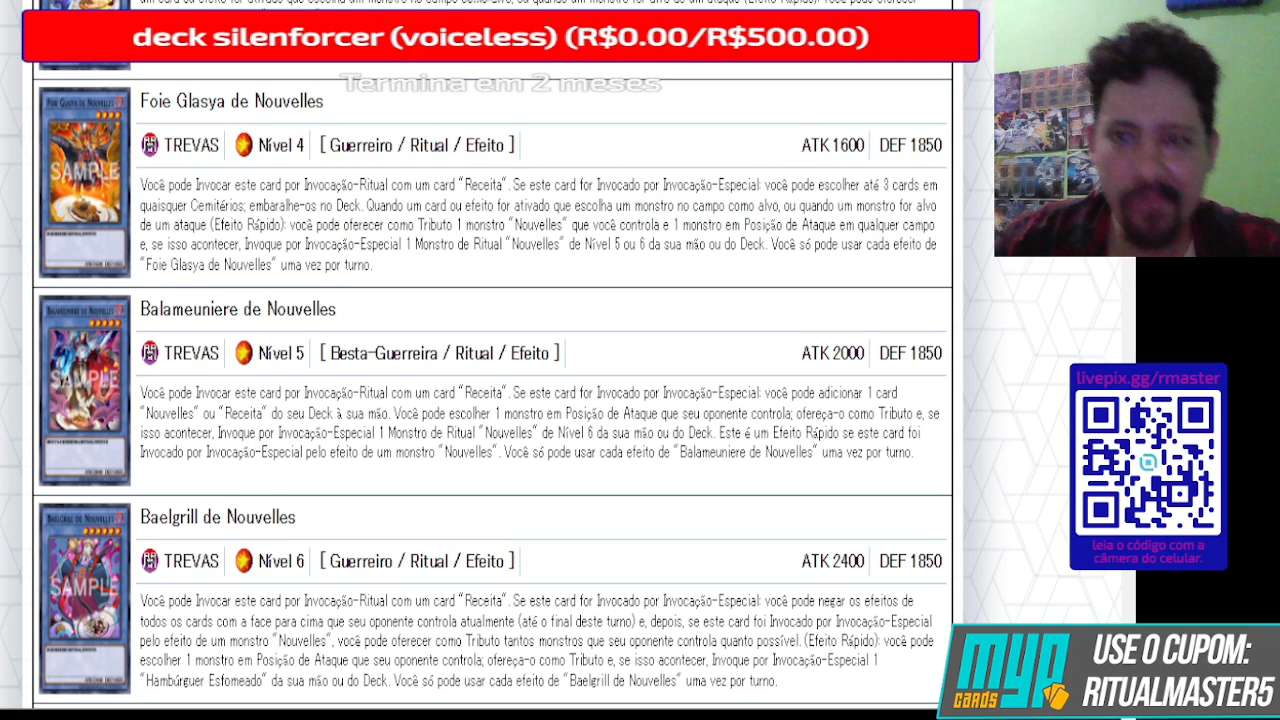 deck silenforcer (voiceless) (R$0.00/R$500.00)
Termina em 2 meses
Foie Glasya de Nouvelles
TREVAS Nível 4 [ Guerreiro / Ritual / Efeito ] ATK 1600 DEF 1850
SAMPLE
Você pode Invocar este card por Invocação-Ritual com um card "Receita". Se este card for Invocado por Invocação-Especial: você pode escolher até 3 cards em
quaisquer Cemitérios; embaralhe-os no Deck. Quando um card ou efeito for ativado que escolha um monstro no campo como alvo, ou quando um monstro for alvo
de um ataque (Efeito Rápido): você pode oferecer como Tributo 1 monstro "Nouvelles" que você controla e 1 monstro em Posição de Ataque em qualquer campo
e, se isso acontecer, Invoque por Invocação-Especial 1 Monstro de Ritual "Nouvelles" de Nível 5 ou 6 da sua mão ou do Deck. Você só pode usar cada efeito de
"Foie Glasya de Nouvelles" uma vez por turno.
Balameuniere de Nouvelles
TREVAS Nível 5 [ Besta-Guerreira / Ritual / Efeito ] ATK 2000 DEF 1850
SAMPLE
Você pode Invocar este card por Invocação-Ritual com um card "Receita". Se este card for Invocado por Invocação-Especial: você pode adicionar 1 card
"Nouvelles" ou "Receita" do seu Deck à sua mão. Você pode escolher 1 monstro em Posição de Ataque que seu oponente controla; ofereça-o como Tributo e, se
isso acontecer, Invoque por Invocação-Especial 1 Monstro de Ritual "Nouvelles" de Nível 6 da sua mão ou do Deck. Este é um Efeito Rápido se este card foi
Invocado por Invocação-Especial pelo efeito de um monstro "Nouvelles". Você só pode usar cada efeito de "Balameuniere de Nouvelles" uma vez por turno.
Baelgrill de Nouvelles
TREVAS Nível 6 [ Guerreiro / Ritual / Efeito ] ATK 2400 DEF 1850
SAMPLE
Você pode Invocar este card por Invocação-Ritual com um card "Receita". Se este card for Invocado por Invocação-Especial: você pode negar os efeitos de
todos os cards com a face para cima que seu oponente controla atualmente (até o final deste turno) e, depois, se este card foi Invocado por Invocação-Especial
pelo efeito de um monstro "Nouvelles", você pode oferecer como Tributo tantos monstros que seu oponente controla quanto possível. (Efeito Rápido): você pode
escolher 1 monstro em Posição de Ataque que seu oponente controla; ofereça-o como Tributo e, se isso acontecer, Invoque por Invocação-Especial 1
"Hambúrguer Esfomeado" da sua mão ou do Deck. Você só pode usar cada efeito de "Baelgrill de Nouvelles" uma vez por turno.
livepix.gg/rmaster
leia o código com a
câmera do celular.
MYP
CARDS
USE O CUPOM:
RITUALMASTER5